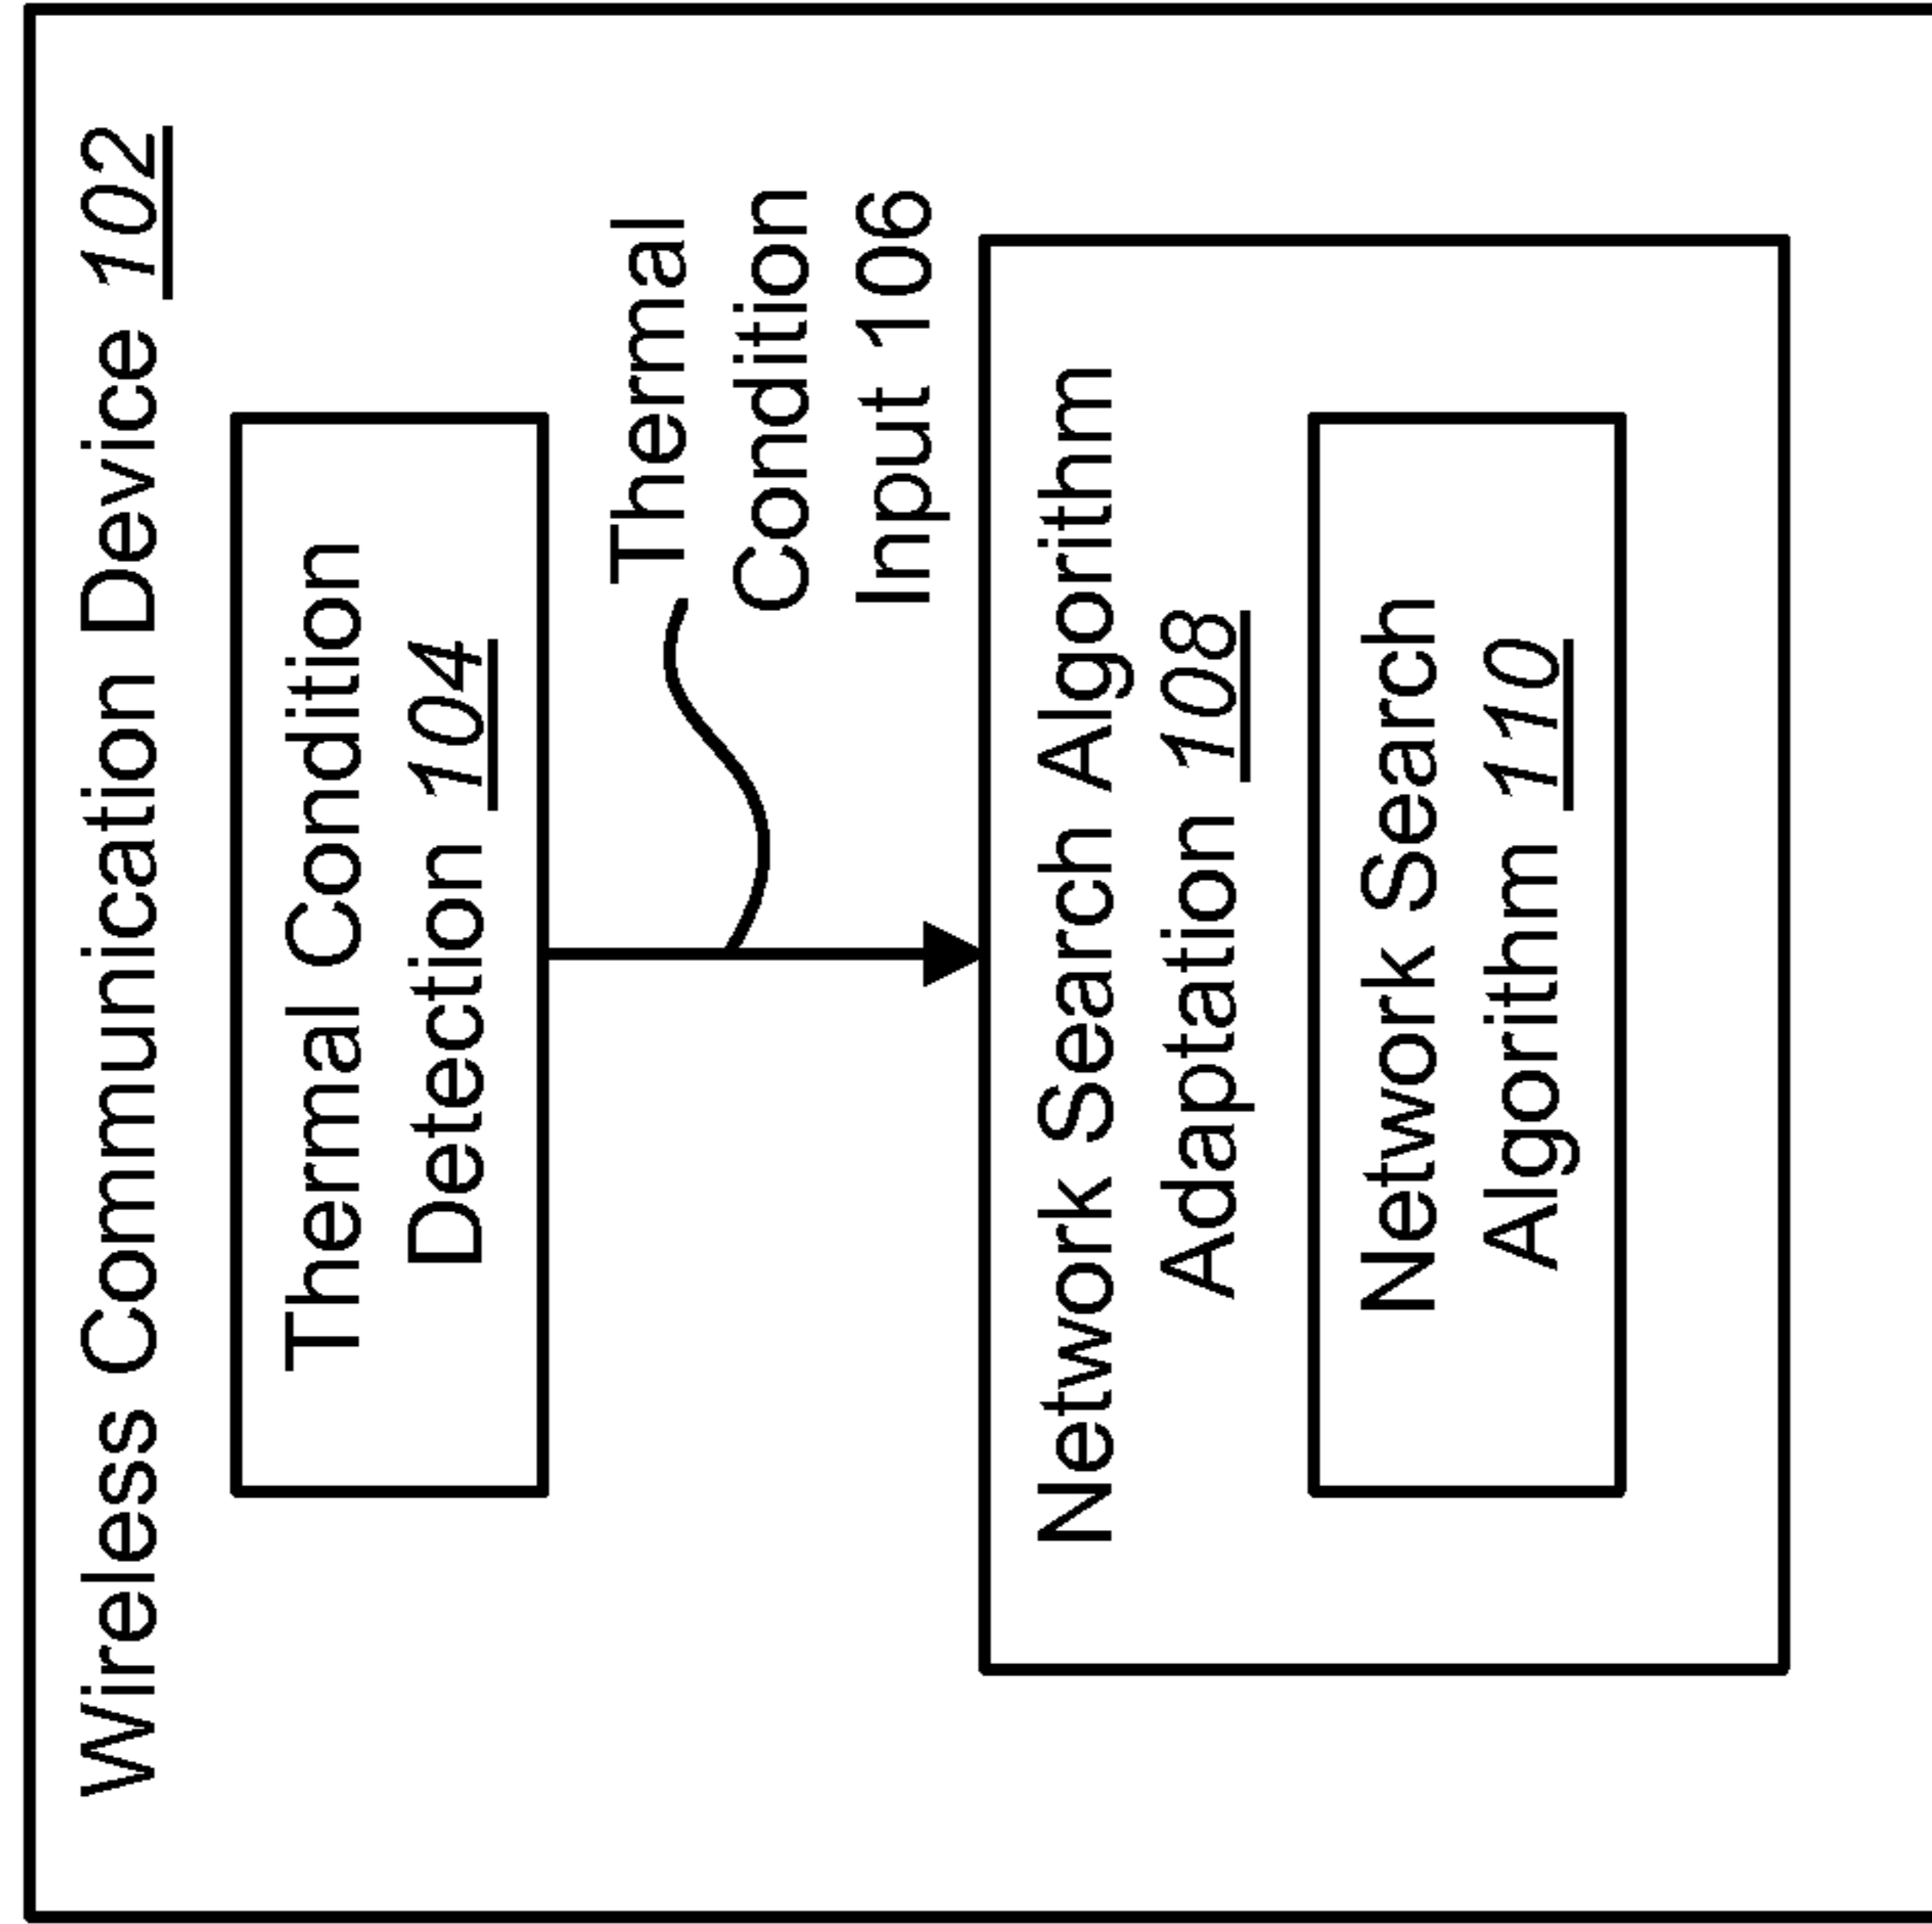 Wireless Communication Device 102
Thermal Condition
Detection 104
Thermal
Condition
Input 106
Network Search Algorithm
Adaptation 108
Network Search
Algorithm 110